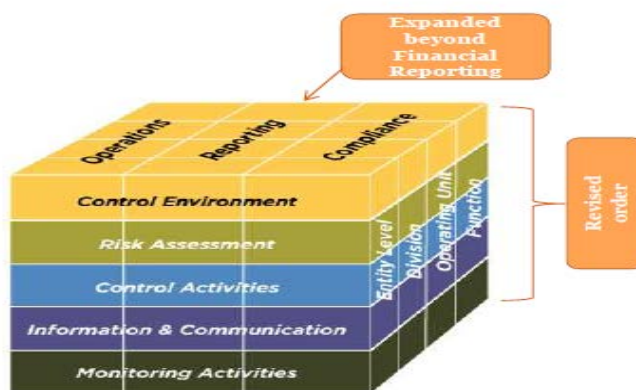 Expanded
beyond
Financial
Reporting
Operations
Reporting
Compliance
Control Environment
Risk Assessment
Control Activities
Information & Communication
Monitoring Activities
Entity Level
Division
Operating Unit
Function
Revised
order